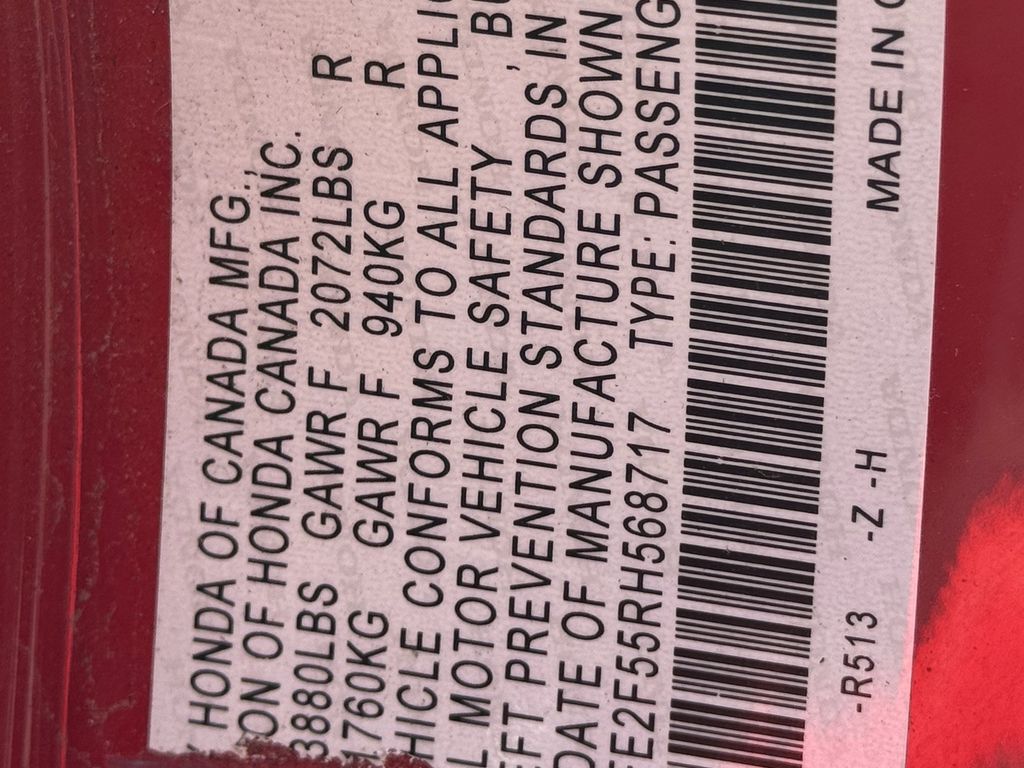 HONDA OF CANADA MFG.,
ON OF HONDA CANADA INC.
3880LBS GAWR F 2072LBS R
1760KG GAWR F 940KG R
HICLE CONFORMS TO ALL APPLIC
L MOTOR VEHICLE SAFETY , BU
EFT PREVENTION STANDARDS IN
DATE OF MANUFACTURE SHOWN
E2F55RH568717 TYPE: PASSENG
-R513 -Z -H MADE IN C